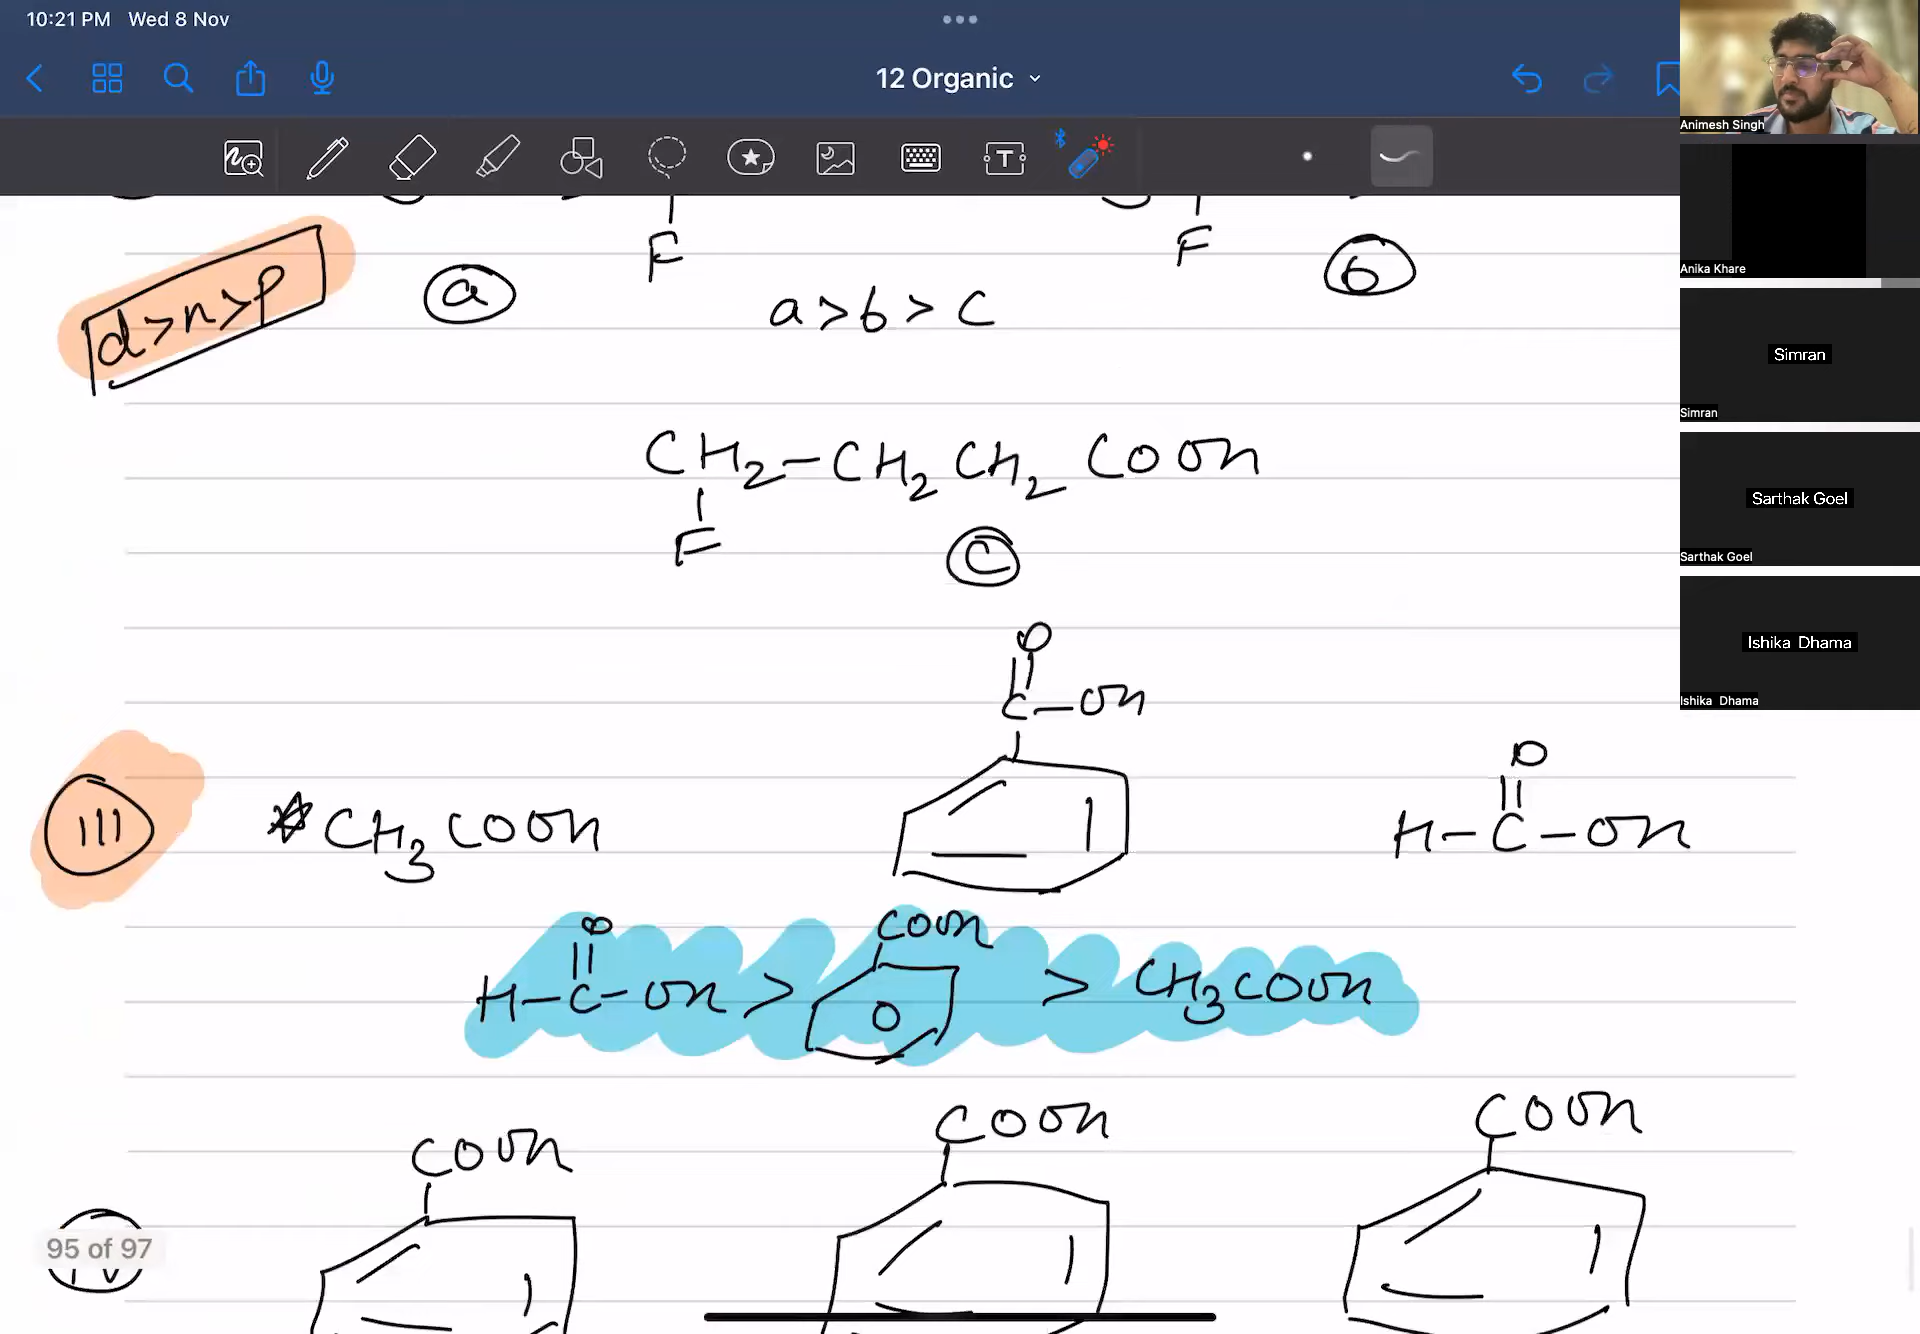 10:21 PM Wed 8 Nov
12 Organic
T
Animesh Singh
Anika Khare
Simran
Simran
Sarthak Goel
Sarthak Goel
Ishika Dhama
Ishika Dhama
F
F
d>n>p
a
b
a>b>c
CH2-CH2 CH2 COOH
F
C
O
C-OH
III
*CH3COOH
O
H-C-OH
O
COOH
H-C-OH > O > CH3COOH
COOH
COOH
COOH
95 of 97
IV